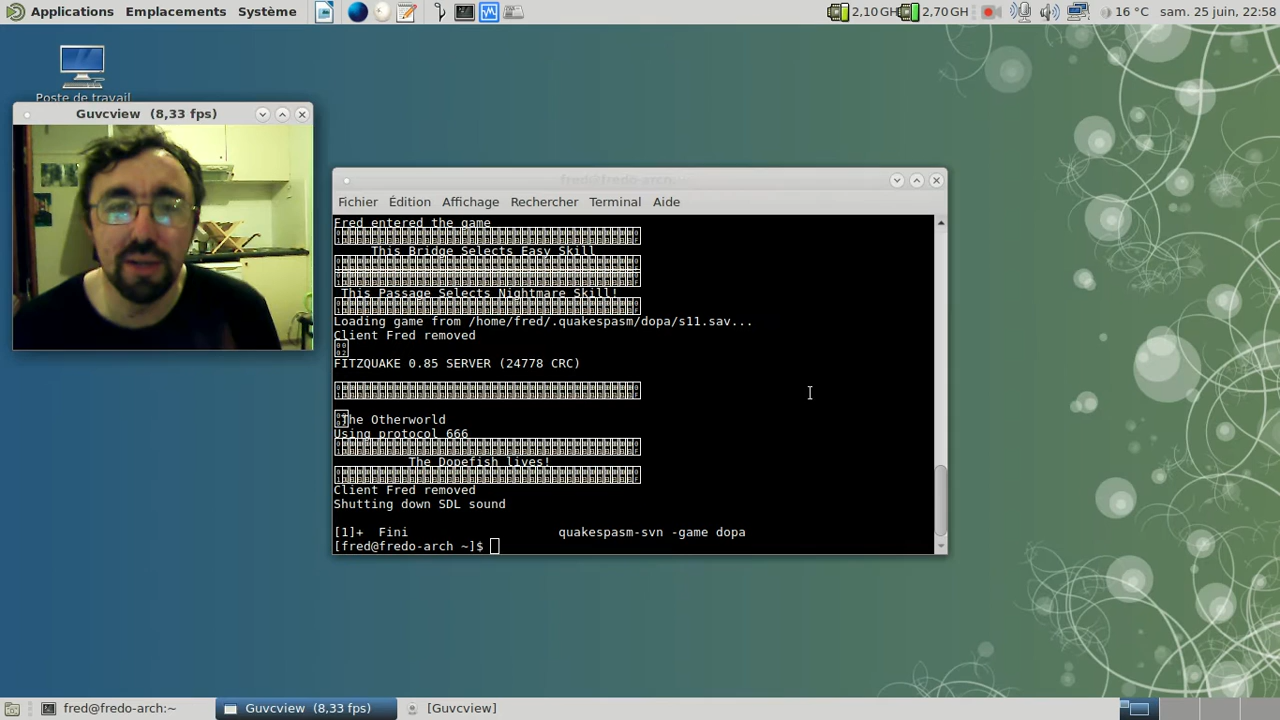 Applications Emplacements Système 2,10 GH 2,70 GH 16 °C sam. 25 juin, 22:58
Poste de travail
Guvcview (8,33 fps)
Fichier Édition Affichage Rechercher Terminal Aide
Fred entered the game
This Bridge Selects Easy Skill
This Passage Selects Nightmare Skill!
Loading game from /home/fred/.quakespasm/dopa/s11.sav...
Client Fred removed
FITZQUAKE 0.85 SERVER (24778 CRC)
The Otherworld
Using protocol 666
The Dopefish lives!
Client Fred removed
Shutting down SDL sound
[1]+ Fini quakespasm-svn -game dopa
[fred@fredo-arch ~]$
fred@fredo-arch:~ Guvcview (8,33 fps) [Guvcview]